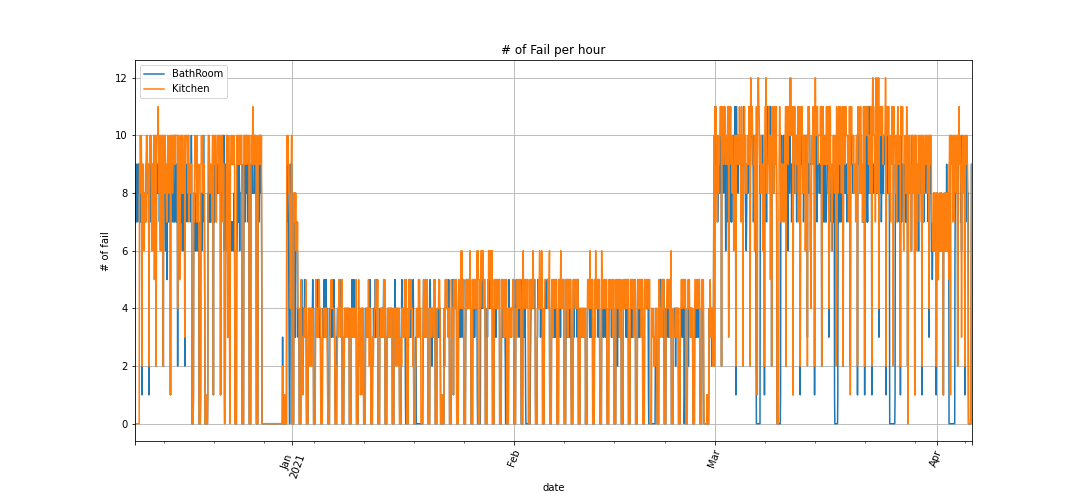 # of Fail per hour
BathRoom
Kitchen
# of fail
12
10
8
6
4
2
0
Jan
2021
Feb
Mar
Apr
date